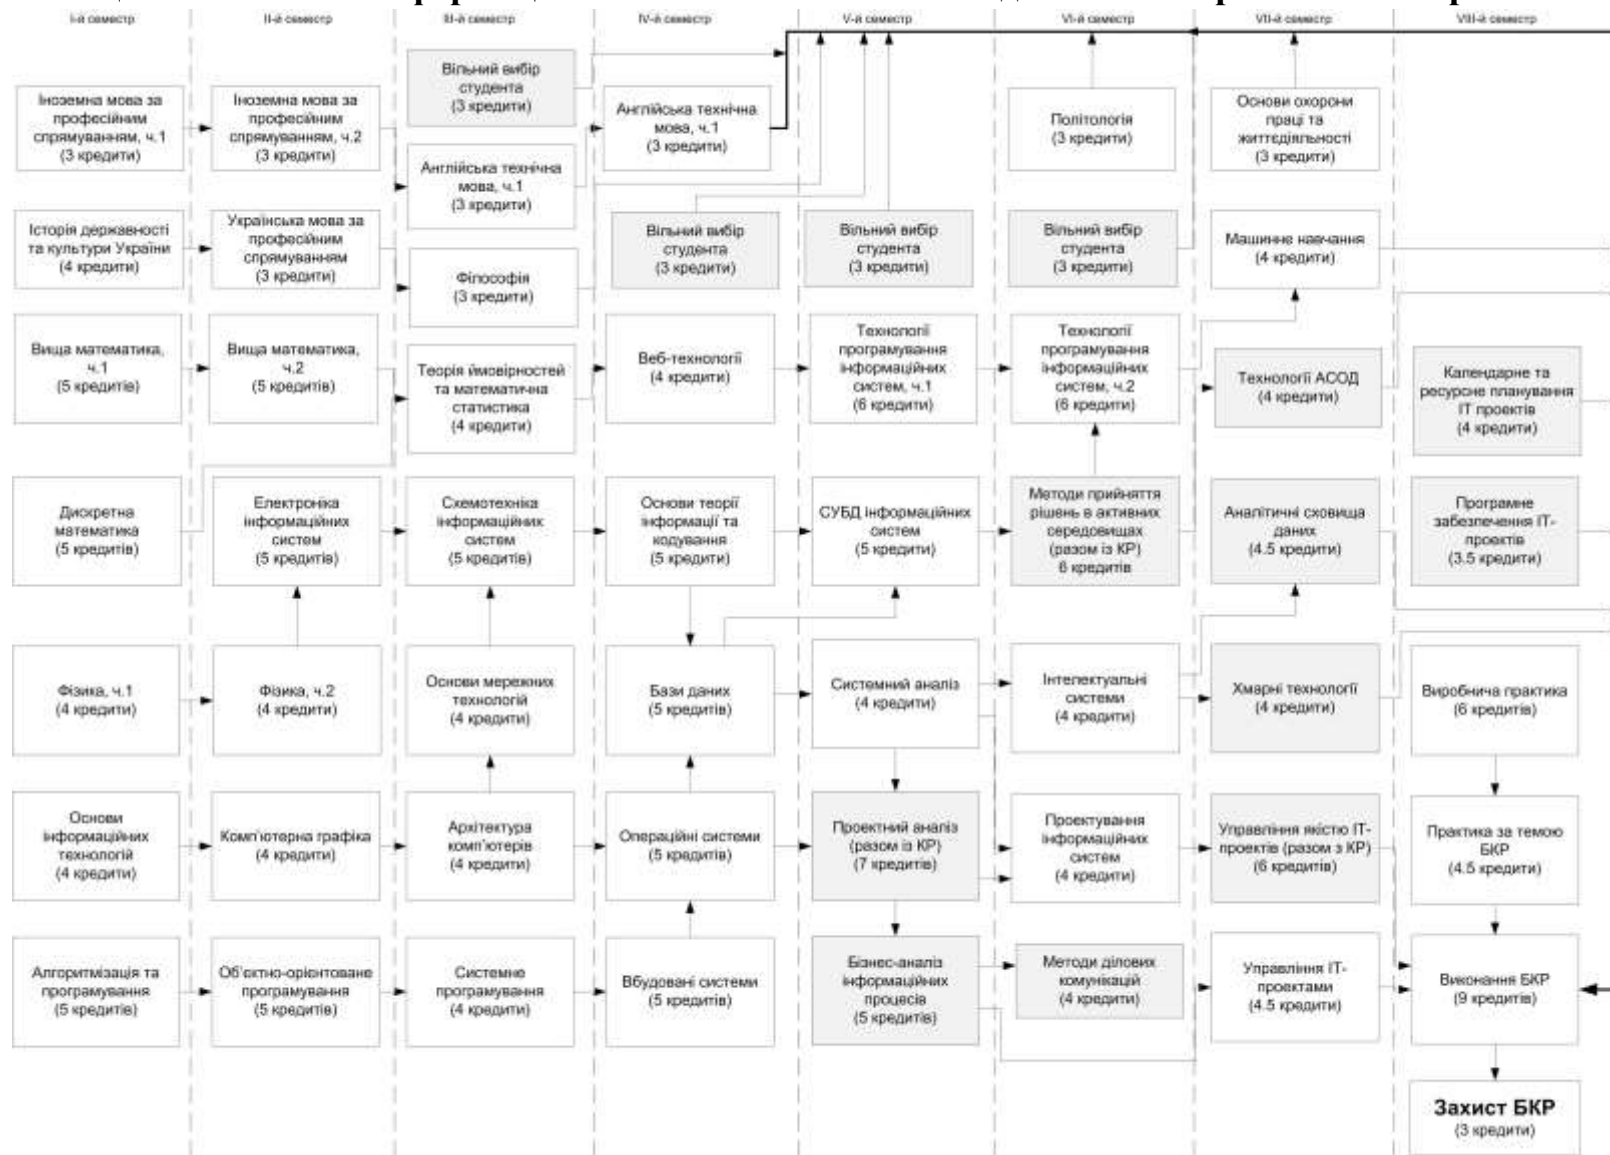 I-й семестр
II-й семестр
III-й семестр
IV-й семестр
V-й семестр
VI-й семестр
VII-й семестр
VIII-й семестр
Іноземна мова за
професійним
спрямуванням, ч.1
(3 кредити)
Історія державності
та культури України
(4 кредити)
Вища математика,
ч.1
(5 кредитів)
Дискретна
математика
(5 кредитів)
Фізика, ч.1
(4 кредити)
Основи
інформаційних
технологій
(4 кредити)
Алгоритмізація та
програмування
(5 кредитів)
Іноземна мова за
професійним
спрямуванням, ч.2
(3 кредити)
Українська мова за
професійним
спрямуванням
(3 кредити)
Вища математика,
ч.2
(5 кредитів)
Електроніка
інформаційних
систем
(5 кредитів)
Фізика, ч.2
(4 кредити)
Комп'ютерна графіка
(4 кредити)
Об'єктно-орієнтоване
програмування
(5 кредитів)
Вільний вибір
студента
(3 кредити)
Англійська технічна
мова, ч.1
(3 кредити)
Філософія
(3 кредити)
Теорія ймовірностей
та математична
статистика
(4 кредити)
Схемотехніка
інформаційних
систем
(5 кредитів)
Основи мережних
технологій
(4 кредити)
Архітектура
комп'ютерів
(4 кредити)
Системне
програмування
(4 кредити)
Англійська технічна
мова, ч.1
(3 кредити)
Вільний вибір
студента
(3 кредити)
Веб-технології
(4 кредити)
Основи теорії
інформації та
кодування
(5 кредити)
Бази даних
(5 кредитів)
Операційні системи
(5 кредитів)
Вбудовані системи
(5 кредитів)
Вільний вибір
студента
(3 кредити)
Технології
програмування
інформаційних
систем, ч.1
(6 кредити)
СУБД інформаційних
систем
(5 кредити)
Системний аналіз
(4 кредити)
Проектний аналіз
(разом із КР)
(7 кредитів)
Бізнес-аналіз
інформаційних
процесів
(5 кредитів)
Політологія
(3 кредити)
Вільний вибір
студента
(3 кредити)
Технології
програмування
інформаційних
систем, ч.2
(6 кредити)
Методи прийняття
рішень в активних
середовищах
(разом із КР)
6 кредитів
Інтелектуальні
системи
(4 кредити)
Проектування
інформаційних
систем
(4 кредити)
Методи ділових
комунікацій
(4 кредити)
Основи охорони
праці та
життєдіяльності
(3 кредити)
Машинне навчання
(4 кредити)
Технології АСОД
(4 кредити)
Аналітичні сховища
даних
(4.5 кредити)
Хмарні технології
(4 кредити)
Управління якістю ІТ-
проектів (разом з КР)
(6 кредитів)
Управління ІТ-
проектами
(4.5 кредити)
Календарне та
ресурсне планування
ІТ проектів
(4 кредити)
Програмне
забезпечення ІТ-
проектів
(3.5 кредити)
Виробнича практика
(6 кредитів)
Практика за темою
БКР
(4.5 кредити)
Виконання БКР
(9 кредитів)
Захист БКР
(3 кредити)